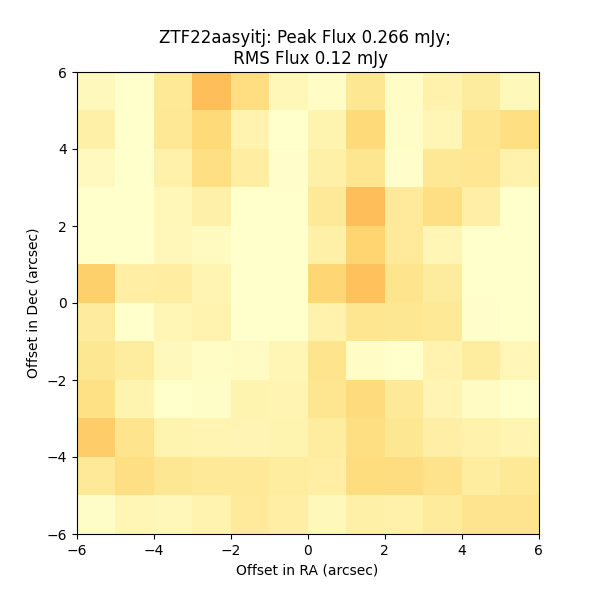 ZTF22aasyitj: Peak Flux 0.266 mJy;
RMS Flux 0.12 mJy
6
4
2
0
−2
−4
−6
Offset in Dec (arcsec)
−6 −4 −2 0 2 4 6
Offset in RA (arcsec)